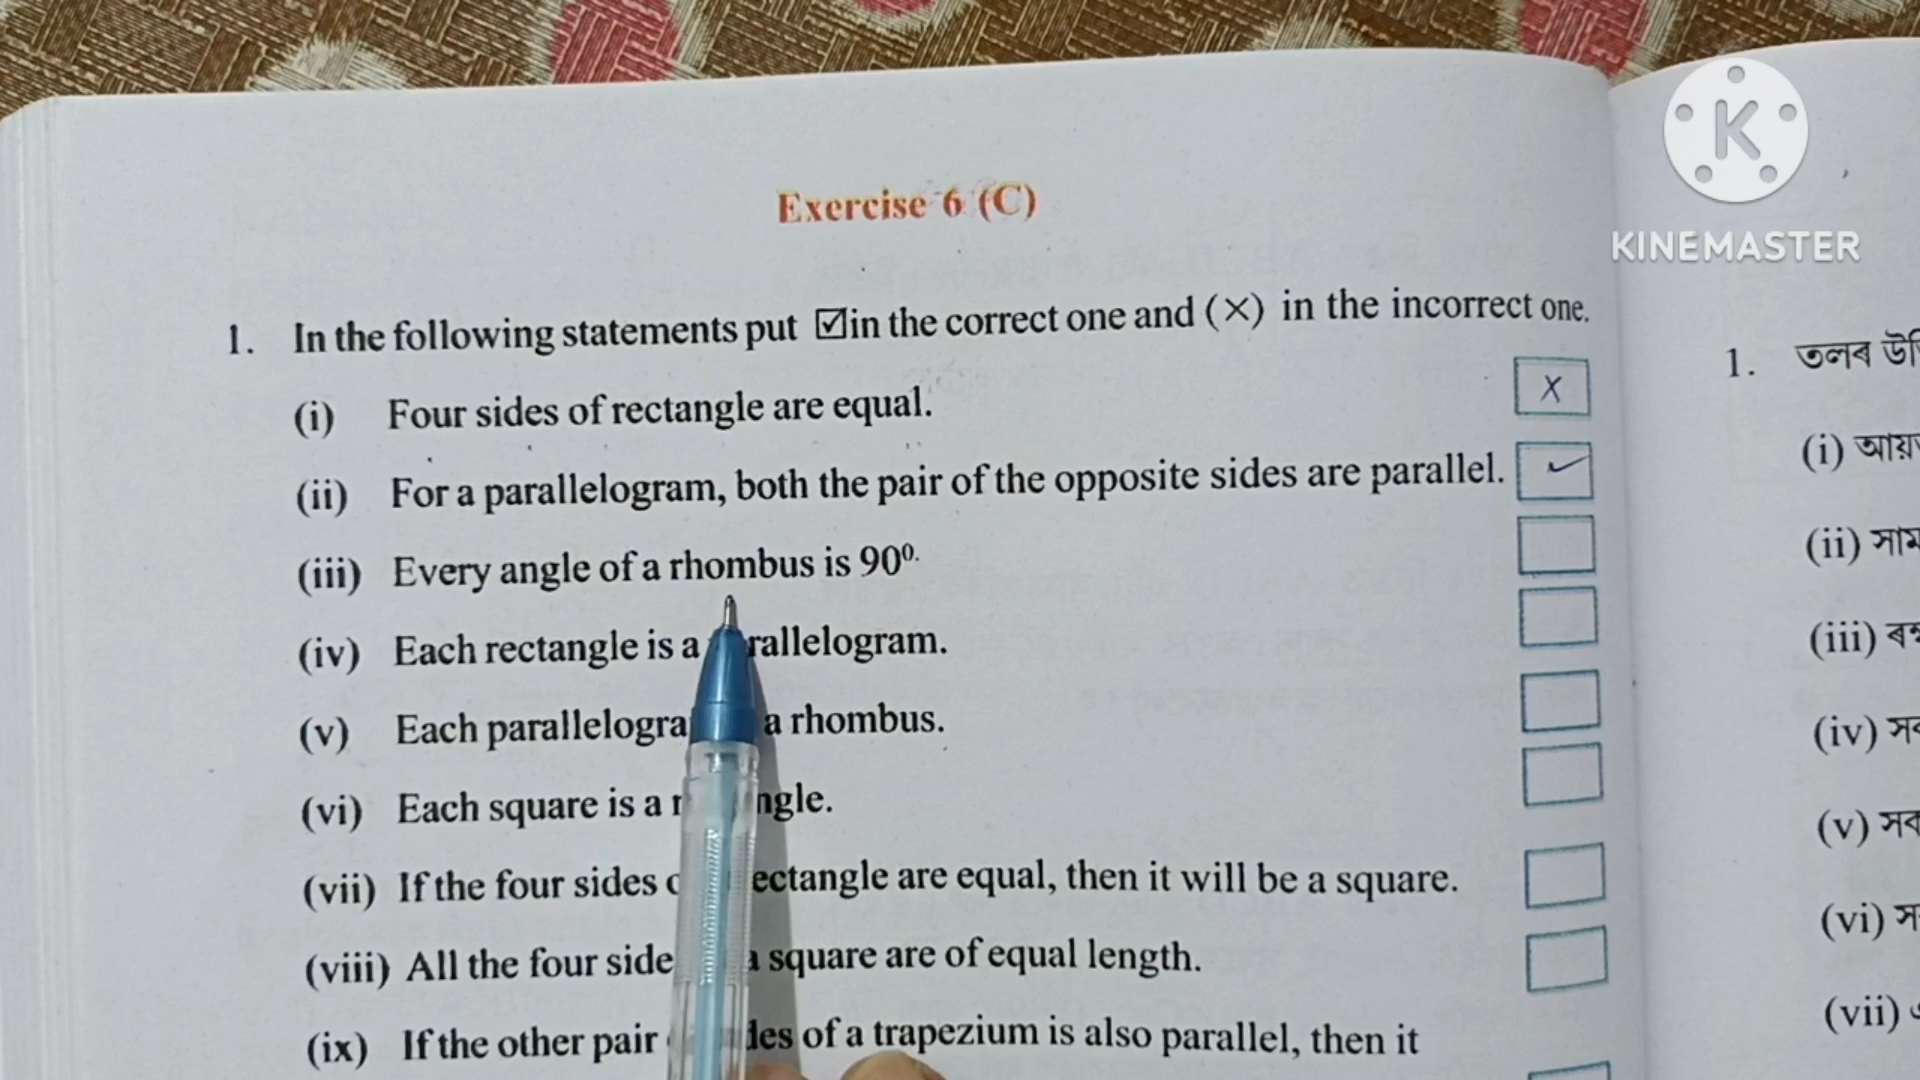 K
KINEMASTER
Exercise 6 (C)
1. In the following statements put ☑ in the correct one and (×) in the incorrect one.
(i) Four sides of rectangle are equal. x
(ii) For a parallelogram, both the pair of the opposite sides are parallel. ✓
(iii) Every angle of a rhombus is 90⁰.
(iv) Each rectangle is a rallelogram.
(v) Each parallelogra a rhombus.
(vi) Each square is a ngle.
(vii) If the four sides ectangle are equal, then it will be a square.
(viii) All the four side a square are of equal length.
(ix) If the other pair des of a trapezium is also parallel, then it
1. তলৰ
(i)
(ii)
(iii)
(iv)
(v)
(vi)
(vii)